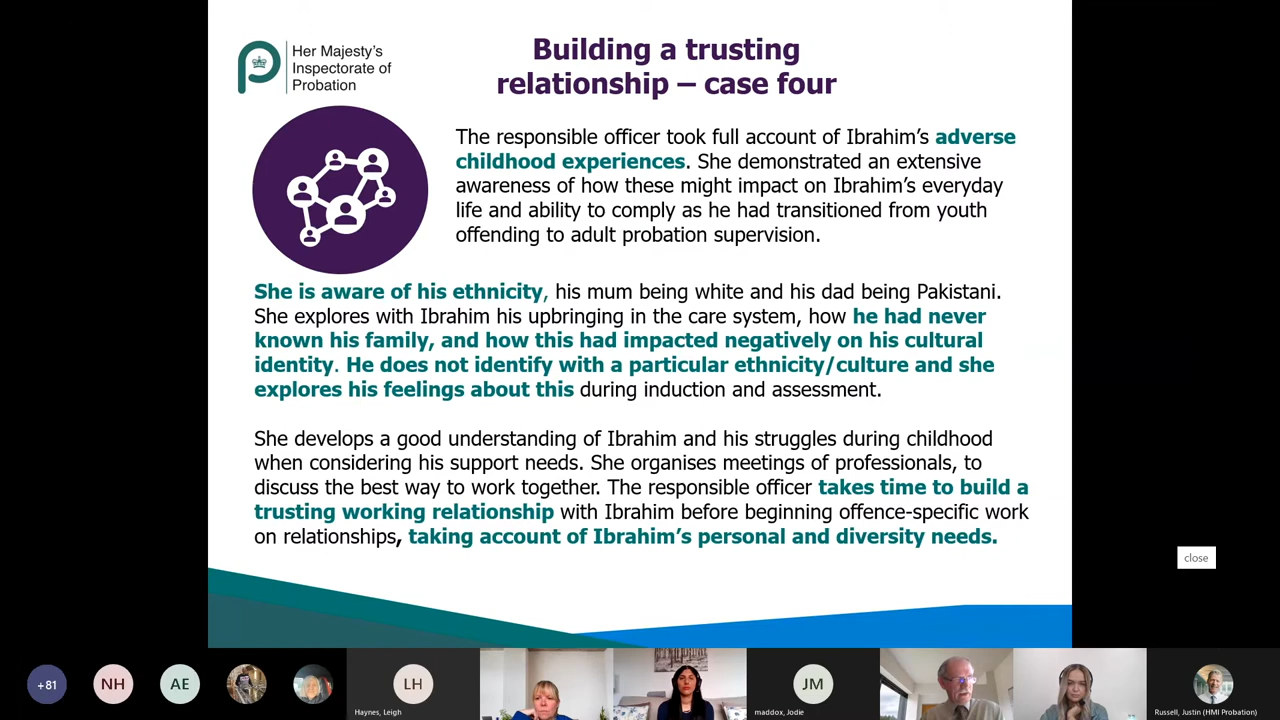 Her Majesty's
Inspectorate of
Probation
Building a trusting
relationship – case four
The responsible officer took full account of Ibrahim's adverse
childhood experiences. She demonstrated an extensive
awareness of how these might impact on Ibrahim's everyday
life and ability to comply as he had transitioned from youth
offending to adult probation supervision.
She is aware of his ethnicity, his mum being white and his dad being Pakistani.
She explores with Ibrahim his upbringing in the care system, how he had never
known his family, and how this had impacted negatively on his cultural
identity. He does not identify with a particular ethnicity/culture and she
explores his feelings about this during induction and assessment.
She develops a good understanding of Ibrahim and his struggles during childhood
when considering his support needs. She organises meetings of professionals, to
discuss the best way to work together. The responsible officer takes time to build a
trusting working relationship with Ibrahim before beginning offence-specific work
on relationships, taking account of Ibrahim's personal and diversity needs.
close
+81
NH
AE
LH
JM
Haynes, Leigh
maddox, Jodie
Russell, Justin (HMI Probation)